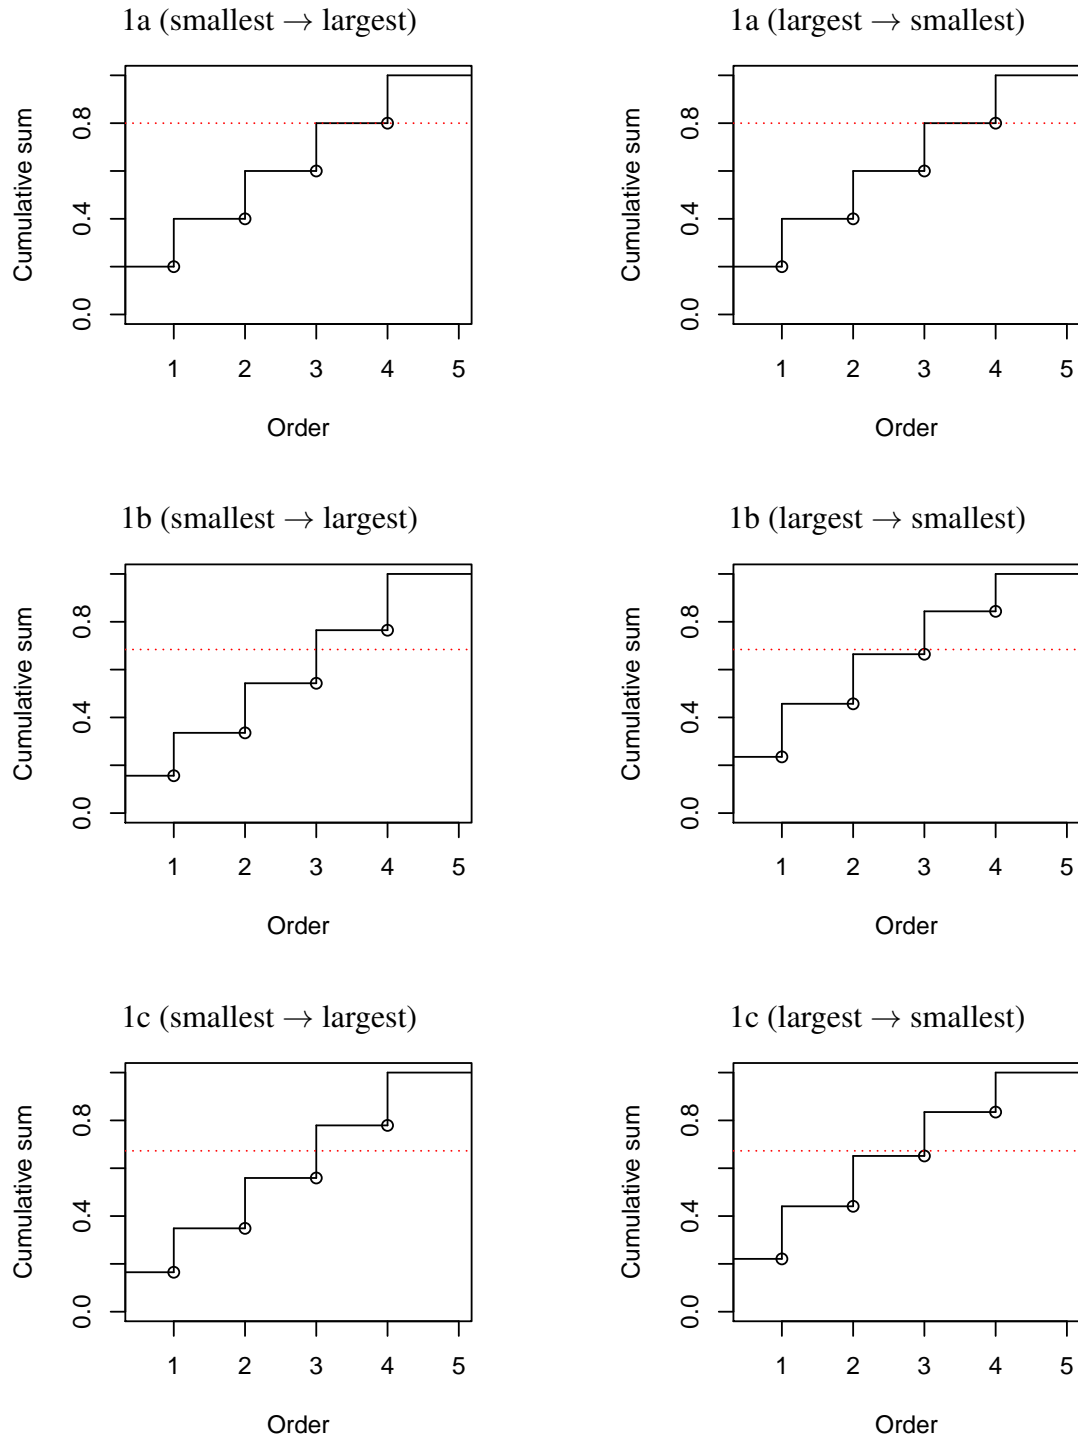 1a (smallest → largest)
Cumulative sum
0.0 0.4 0.8
1 2 3 4 5
Order
1a (largest → smallest)
Cumulative sum
0.0 0.4 0.8
1 2 3 4 5
Order
1b (smallest → largest)
Cumulative sum
0.0 0.4 0.8
1 2 3 4 5
Order
1b (largest → smallest)
Cumulative sum
0.0 0.4 0.8
1 2 3 4 5
Order
1c (smallest → largest)
Cumulative sum
0.0 0.4 0.8
1 2 3 4 5
Order
1c (largest → smallest)
Cumulative sum
0.0 0.4 0.8
1 2 3 4 5
Order